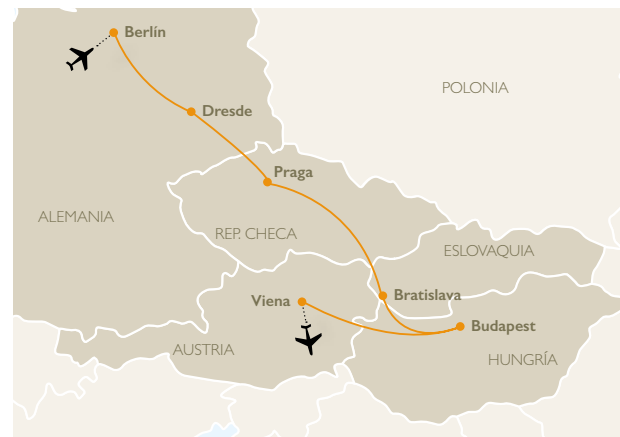 Berlín
POLONIA
Dresde
Praga
ALEMANIA
REP. CHECA
ESLOVAQUIA
Viena
Bratislava
Budapest
AUSTRIA
HUNGRÍA